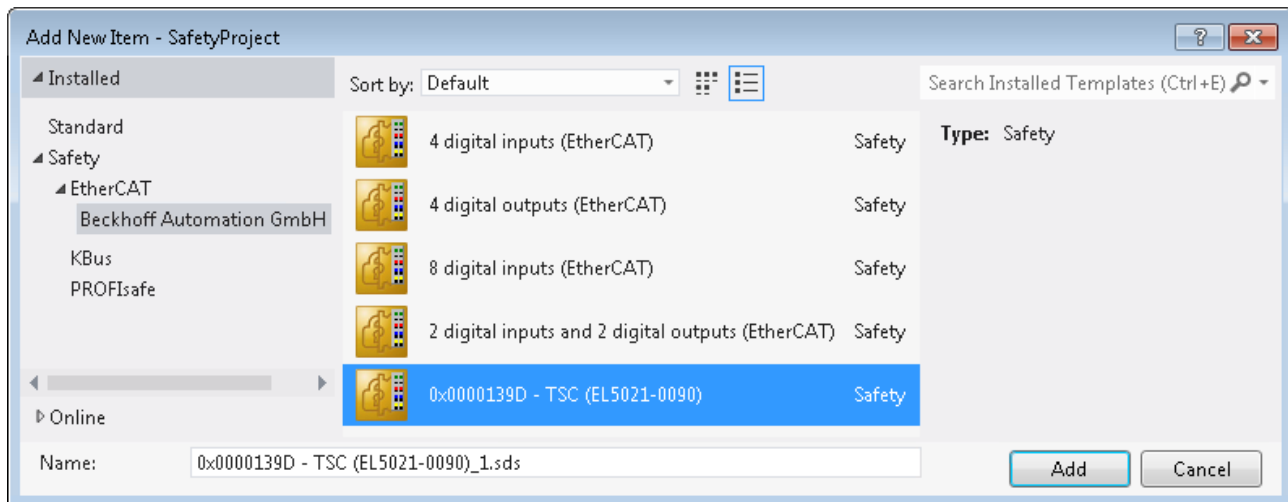 Add New Item - SafetyProject
Installed
Standard
Safety
EtherCAT
Beckhoff Automation GmbH
KBus
PROFIsafe
Online
Sort by: Default
4 digital inputs (EtherCAT) Safety
4 digital outputs (EtherCAT) Safety
8 digital inputs (EtherCAT) Safety
2 digital inputs and 2 digital outputs (EtherCAT) Safety
0x0000139D - TSC (EL5021-0090) Safety
Search Installed Templates (Ctrl+E)
Type: Safety
Name: 0x0000139D - TSC (EL5021-0090)_1.sds
Add Cancel